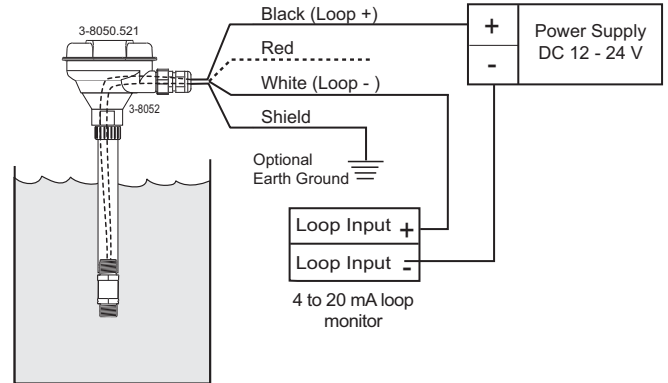 3-8050.521
3-8052
Black (Loop +)
Red
White (Loop - )
Shield
Optional
Earth Ground
+
-
Power Supply
DC 12 - 24 V
Loop Input +
Loop Input -
4 to 20 mA loop
monitor